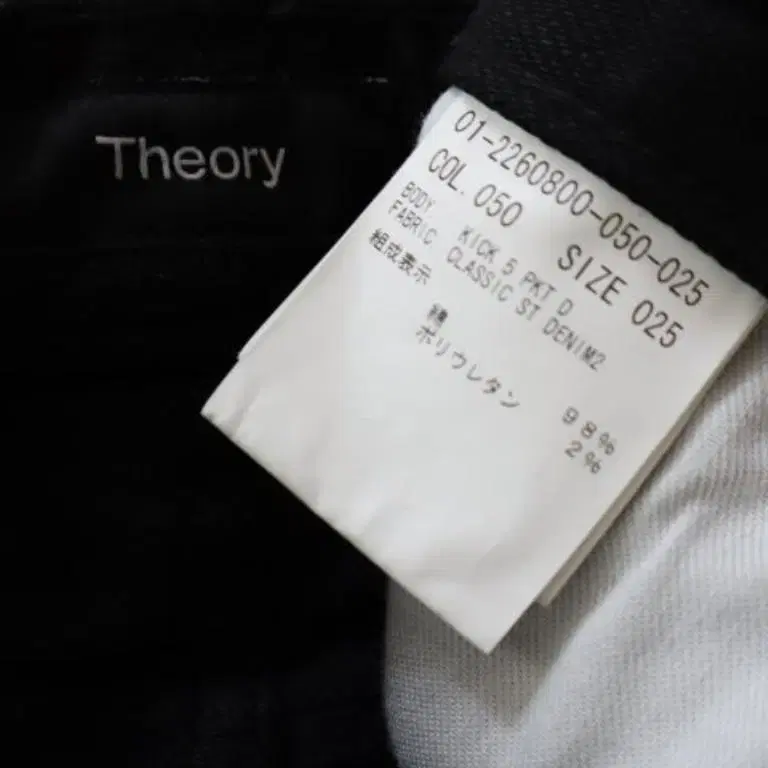 Theory
01-2260800-050-025
COL. 050 SIZE 025
BODY KICK 5 PKT D
FABRIC CLASSIC ST DENIM2
組成表示
綿 98%
ポリウレタン 2%